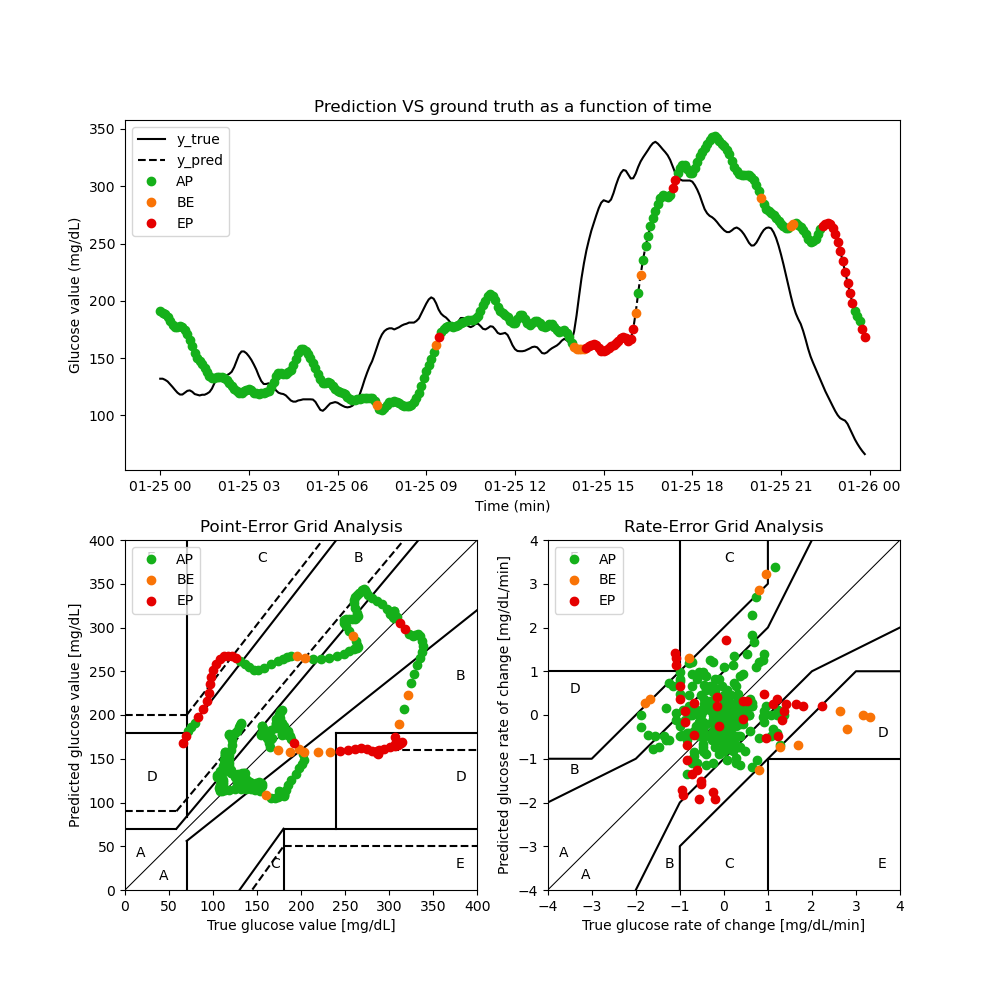 Prediction VS ground truth as a function of time
y_true
y_pred
AP
BE
EP
350
300
250
200
150
100
Glucose value (mg/dL)
01-25 00 01-25 03 01-25 06 01-25 09 01-25 12 01-25 15 01-25 18 01-25 21 01-26 00
Time (min)
Point-Error Grid Analysis
AP
BE
EP
C
B
B
D
D
A
A
C
E
400
350
300
250
200
150
100
50
0
0 50 100 150 200 250 300 350 400
Predicted glucose value [mg/dL]
True glucose value [mg/dL]
Rate-Error Grid Analysis
AP
BE
EP
C
D
D
B
A
A
B
C
E
4
3
2
1
0
−1
−2
−3
−4
−4 −3 −2 −1 0 1 2 3 4
Predicted glucose rate of change [mg/dL/min]
True glucose rate of change [mg/dL/min]